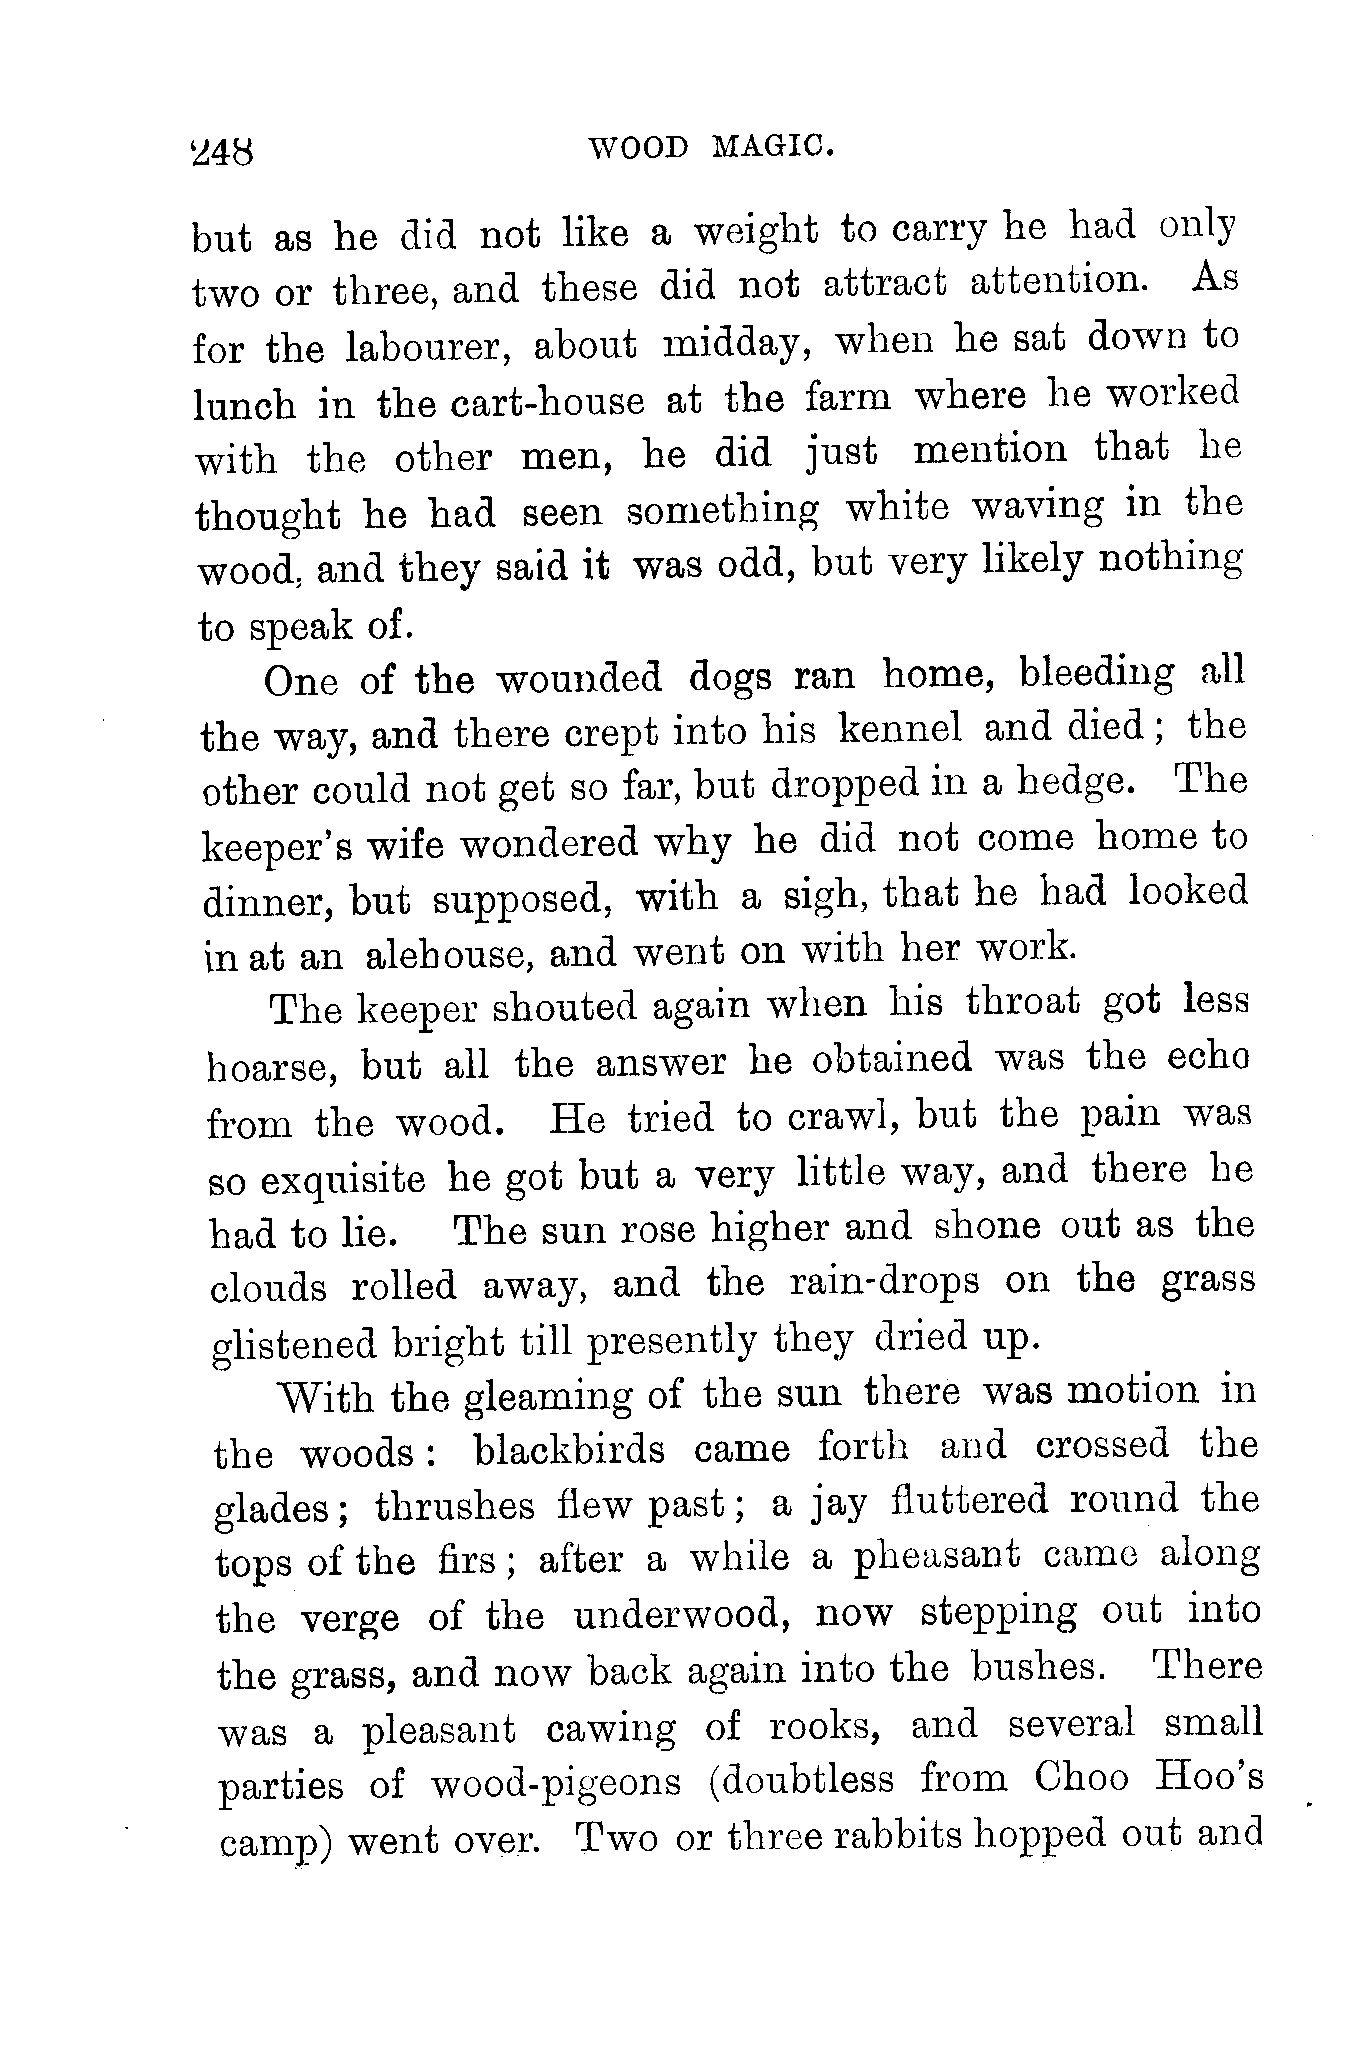 248 WOOD MAGIC.
but as he did not like a weight to carry he had only
two or three, and these did not attract attention. As
for the labourer, about midday, when he sat down to
lunch in the cart-house at the farm where he worked
with the other men, he did just mention that he
thought he had seen something white waving in the
wood, and they said it was odd, but very likely nothing
to speak of.
One of the wounded dogs ran home, bleeding all
the way, and there crept into his kennel and died; the
other could not get so far, but dropped in a hedge. The
keeper's wife wondered why he did not come home to
dinner, but supposed, with a sigh, that he had looked
in at an alehouse, and went on with her work.
The keeper shouted again when his throat got less
hoarse, but all the answer he obtained was the echo
from the wood. He tried to crawl, but the pain was
so exquisite he got but a very little way, and there he
had to lie. The sun rose higher and shone out as the
clouds rolled away, and the rain-drops on the grass
glistened bright till presently they dried up.
With the gleaming of the sun there was motion in
the woods: blackbirds came forth and crossed the
glades; thrushes flew past; a jay fluttered round the
tops of the firs; after a while a pheasant came along
the verge of the underwood, now stepping out into
the grass, and now back again into the bushes. There
was a pleasant cawing of rooks, and several small
parties of wood-pigeons (doubtless from Choo Hoo's
camp) went over. Two or three rabbits hopped out and